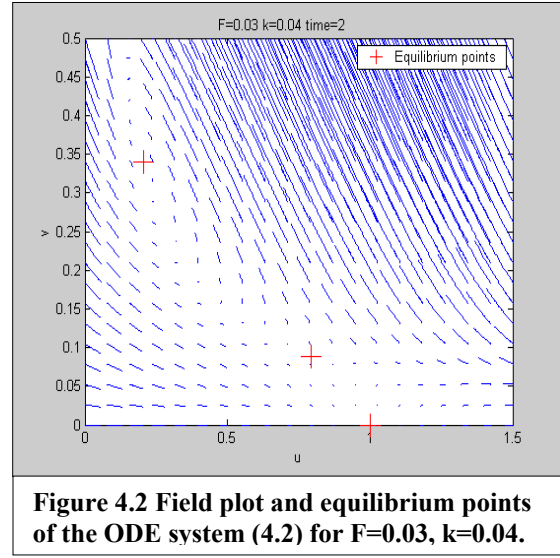 F=0.03 k=0.04 time=2
Equilibrium points
0.5
0.45
0.4
0.35
0.3
0.25
0.2
0.15
0.1
0.05
0
v
0 0.5 1 1.5
u
Figure 4.2 Field plot and equilibrium points
of the ODE system (4.2) for F=0.03, k=0.04.